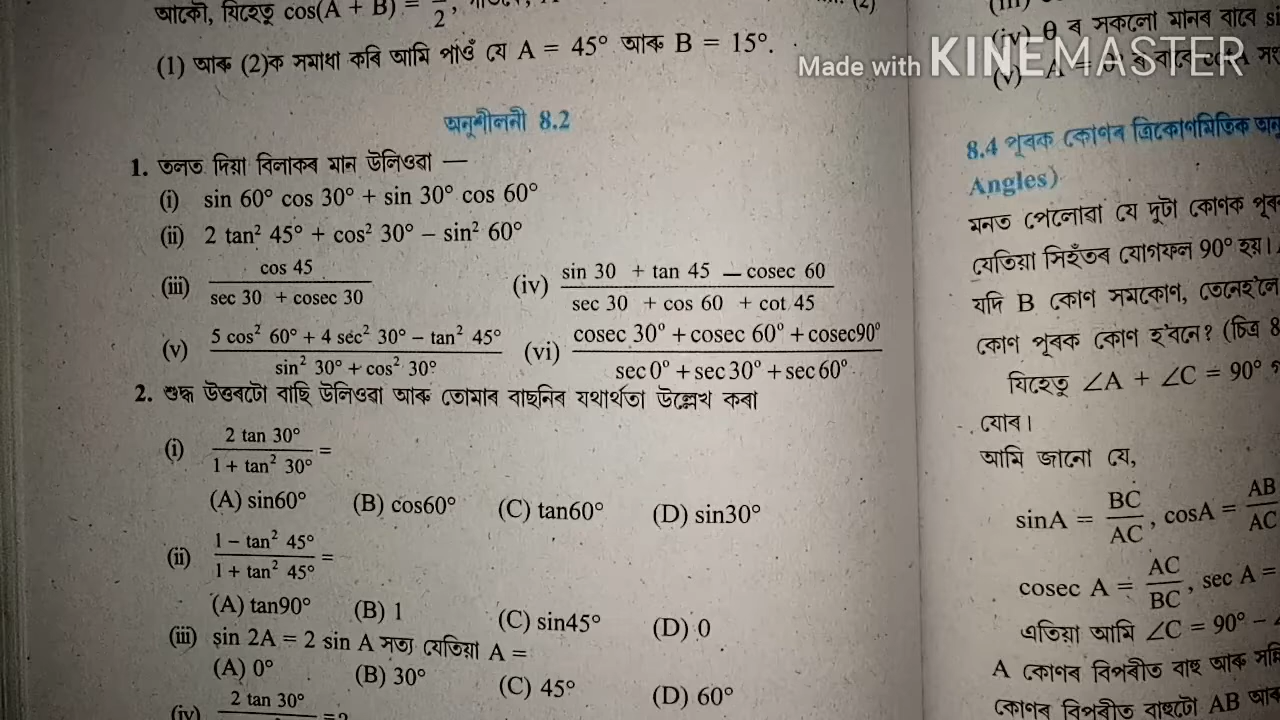 আকৌ, যিহেতু cos(A + B) =
2
(2)
(1) আৰু (2)ক সমাধা কৰি আমি পাওঁ যে A = 45° আৰু B = 15°.
অনুশীলনী 8.2
1. তলত দিয়া বিলাকৰ মান উলিওৱা —
(i) sin 60° cos 30° + sin 30° cos 60°
(ii) 2 tan² 45° + cos² 30° – sin² 60°
(iii) cos 45 / sec 30 + cosec 30 (iv) sin 30 + tan 45 – cosec 60 / sec 30 + cos 60 + cot 45
(v) 5 cos² 60° + 4 sec² 30° – tan² 45° / sin² 30° + cos² 30° (vi) cosec 30° + cosec 60° + cosec90° / sec 0° + sec 30° + sec 60°
2. শুদ্ধ উত্তৰটো বাছি উলিওৱা আৰু তোমাৰ বাছনিৰ যথাৰ্থতা উল্লেখ কৰা
(i) 2 tan 30° / 1 + tan² 30° =
(A) sin60° (B) cos60° (C) tan60° (D) sin30°
(ii) 1 – tan² 45° / 1 + tan² 45° =
(A) tan90° (B) 1 (C) sin45° (D) 0
(iii) sin 2A = 2 sin A সত্য যেতিয়া A =
(A) 0° (B) 30° (C) 45° (D) 60°
(iv) 2 tan 30°
=?
(iii)
(iv) θ ৰ সকলো মানৰ বাবে
(v) A = 0° ৰ বাবে cot A
Made with KINEMASTER
8.4 পূৰক কোণৰ ত্ৰিকোণমিতিক
Angles)
মনত পেলোৱা যে দুটা কোণক
যেতিয়া সিহঁতৰ যোগফল 90° হয়।
যদি B কোণ সমকোণ, তেনেহ'লে
কোণ পূৰক কোণ হ'বনে? (চিত্ৰ 8
যিহেতু ∠A + ∠C = 90°
যোৰ।
আমি জানো যে,
sinA = BC / AC , cosA = AB / AC
cosec A = AC / BC , sec A =
এতিয়া আমি ∠C = 90° –
A কোণৰ বিপৰীত বাহু আৰু
কোণৰ বিপৰীত বাহুটো AB আৰু